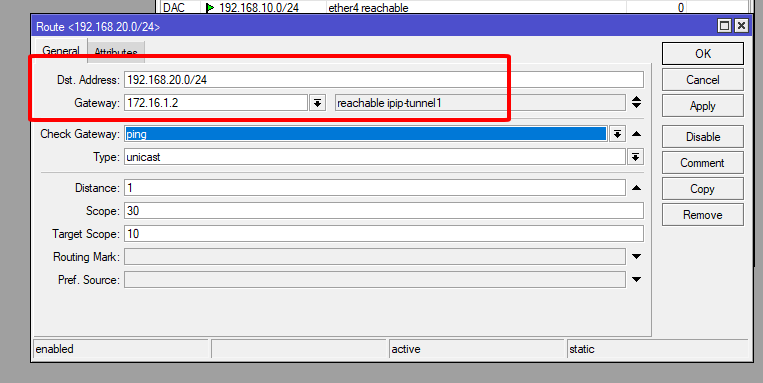 DAC 192.168.10.0/24 ether4 reachable 0
Route <192.168.20.0/24>
General Attributes
Dst. Address: 192.168.20.0/24
Gateway: 172.16.1.2 reachable ipip-tunnel1
Check Gateway: ping
Type: unicast
Distance: 1
Scope: 30
Target Scope: 10
Routing Mark:
Pref. Source:
OK
Cancel
Apply
Disable
Comment
Copy
Remove
enabled active static